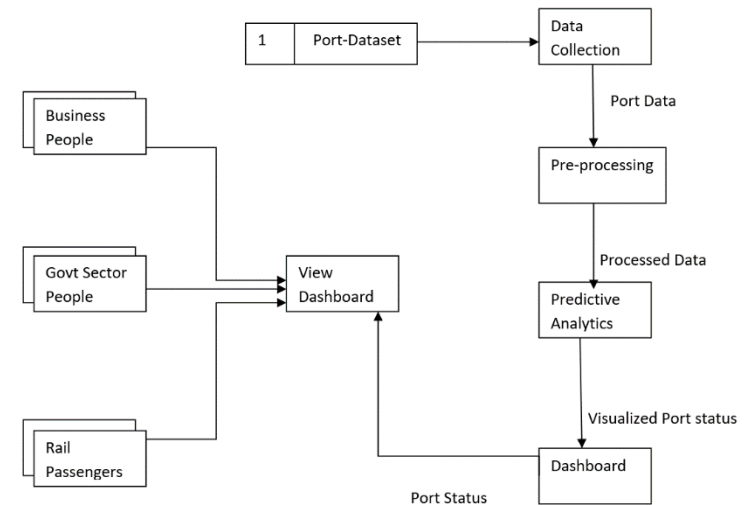 1 Port-Dataset
Data
Collection
Port Data
Business
People
Pre-processing
Processed Data
Govt Sector
People
View
Dashboard
Predictive
Analytics
Visualized Port status
Rail
Passengers
Dashboard
Port Status